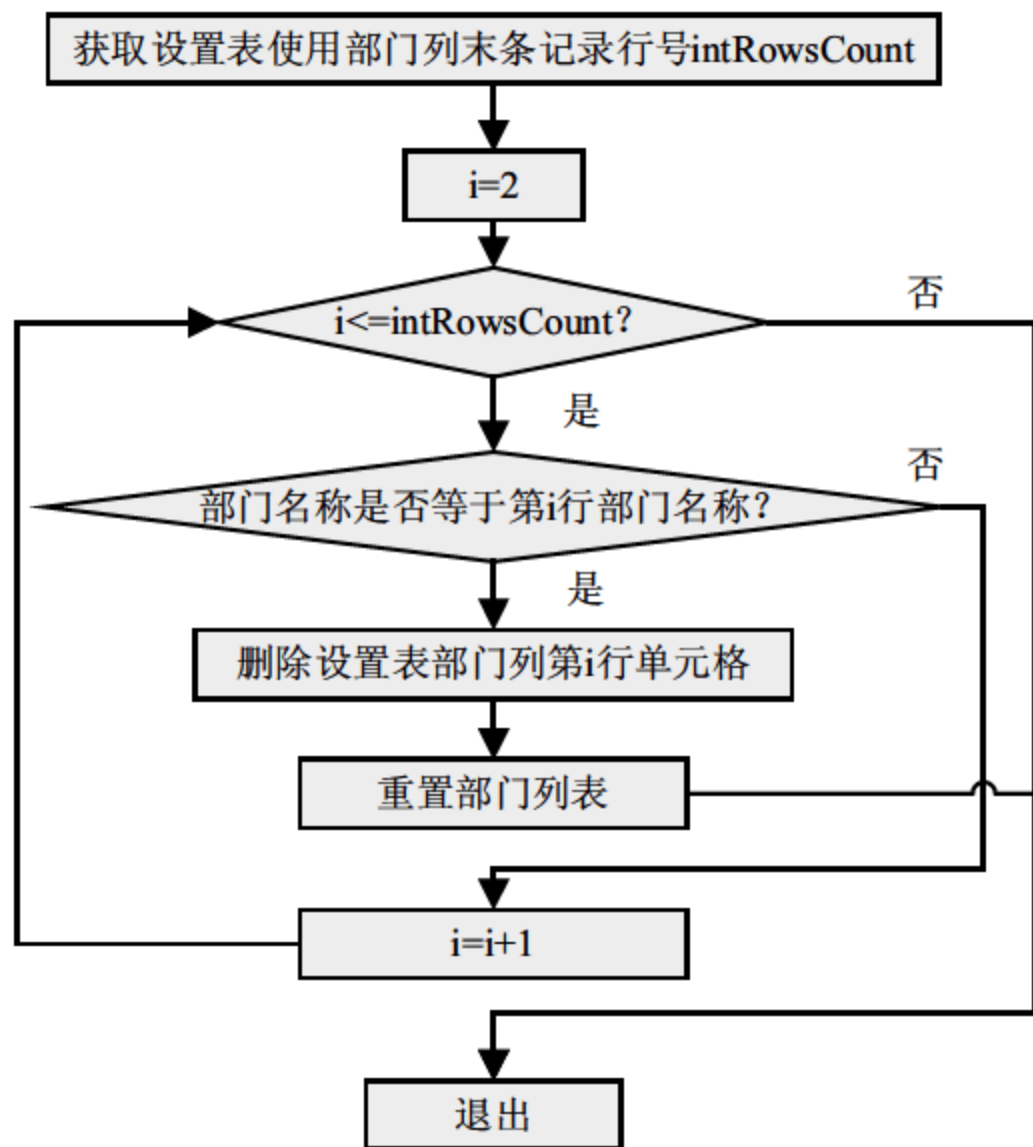 获取设置表使用部门列末条记录行号intRowsCount
i=2
i<=intRowsCount？
否
是
部门名称是否等于第i行部门名称？
否
是
删除设置表部门列第i行单元格
重置部门列表
i=i+1
退出